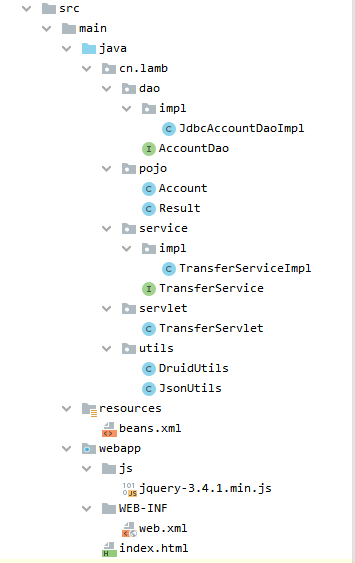 src
main
java
cn.lamb
dao
impl
JdbcAccountDaoImpl
AccountDao
pojo
Account
Result
service
impl
TransferServiceImpl
TransferService
servlet
TransferServlet
utils
DruidUtils
JsonUtils
resources
beans.xml
webapp
js
jquery-3.4.1.min.js
WEB-INF
web.xml
index.html